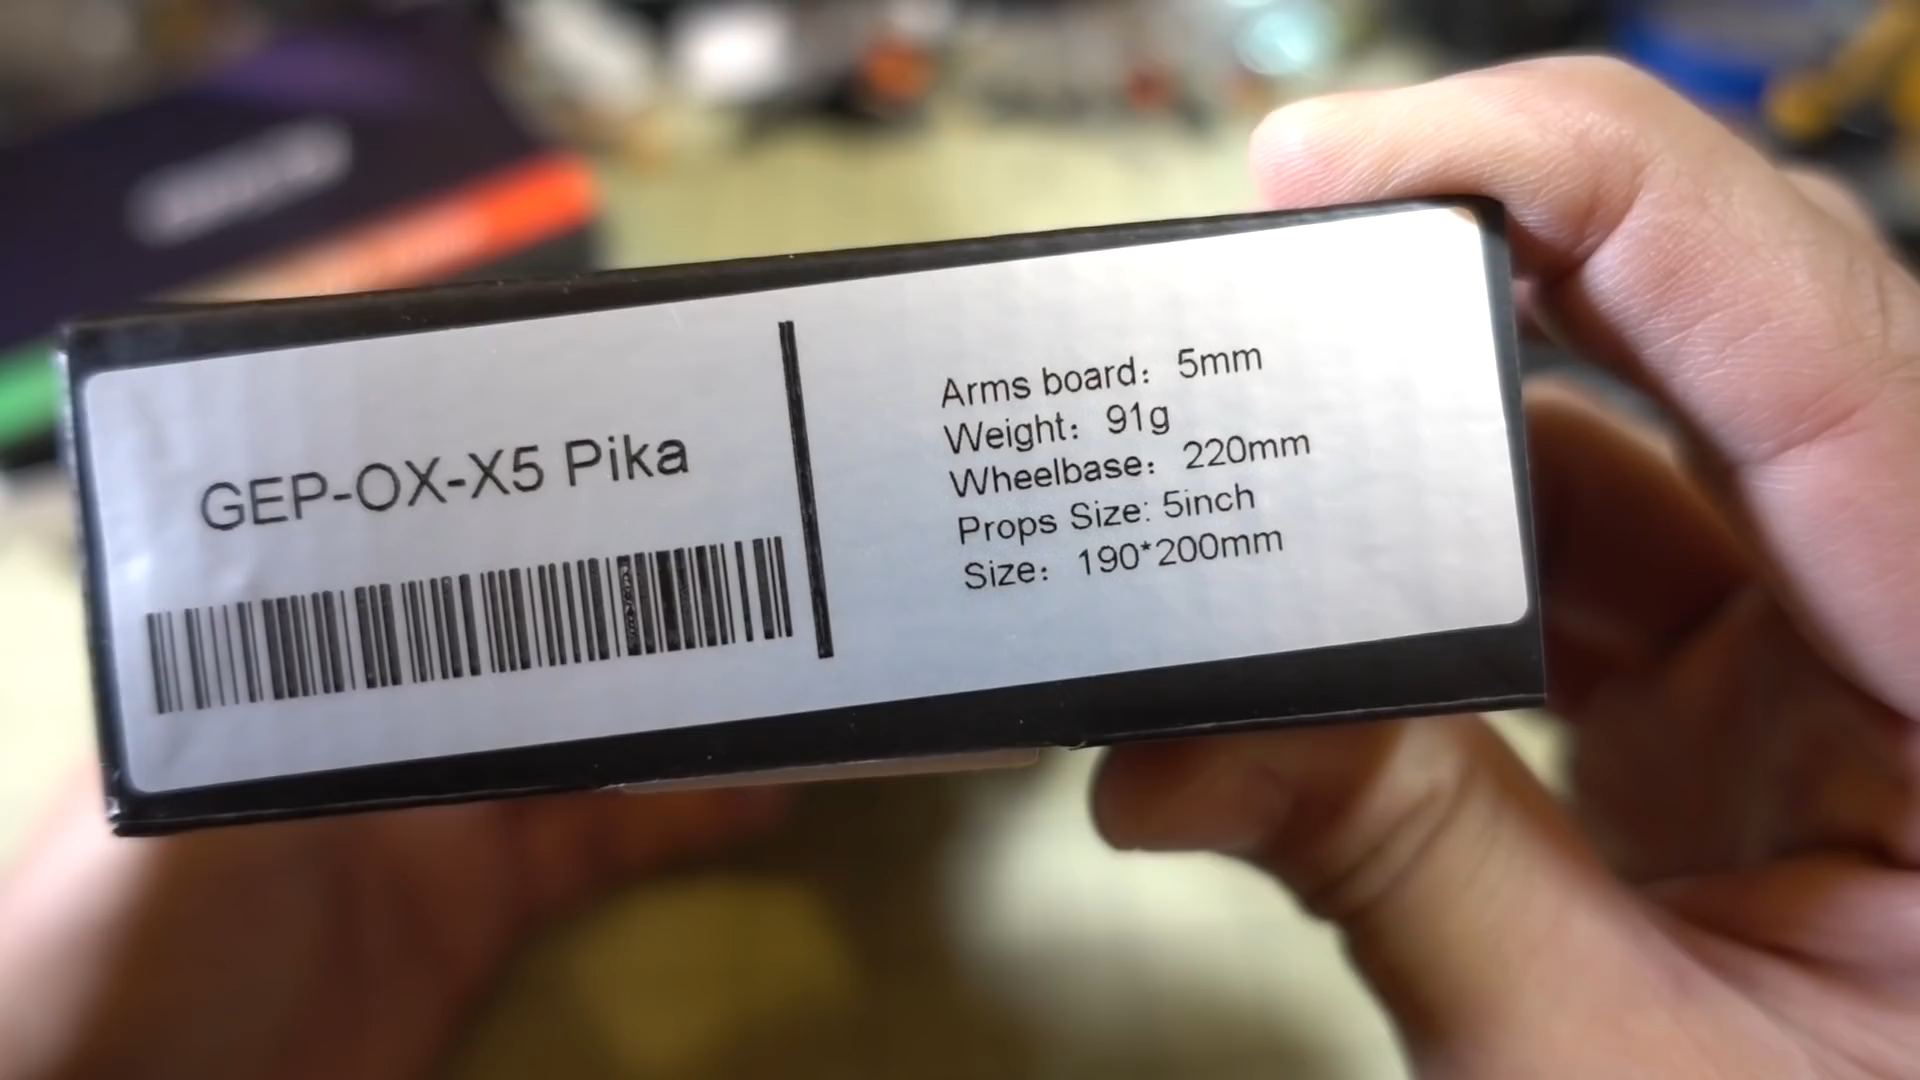 GEP-OX-X5 Pika
Arms board: 5mm
Weight: 91g
Wheelbase: 220mm
Props Size: 5inch
Size: 190*200mm